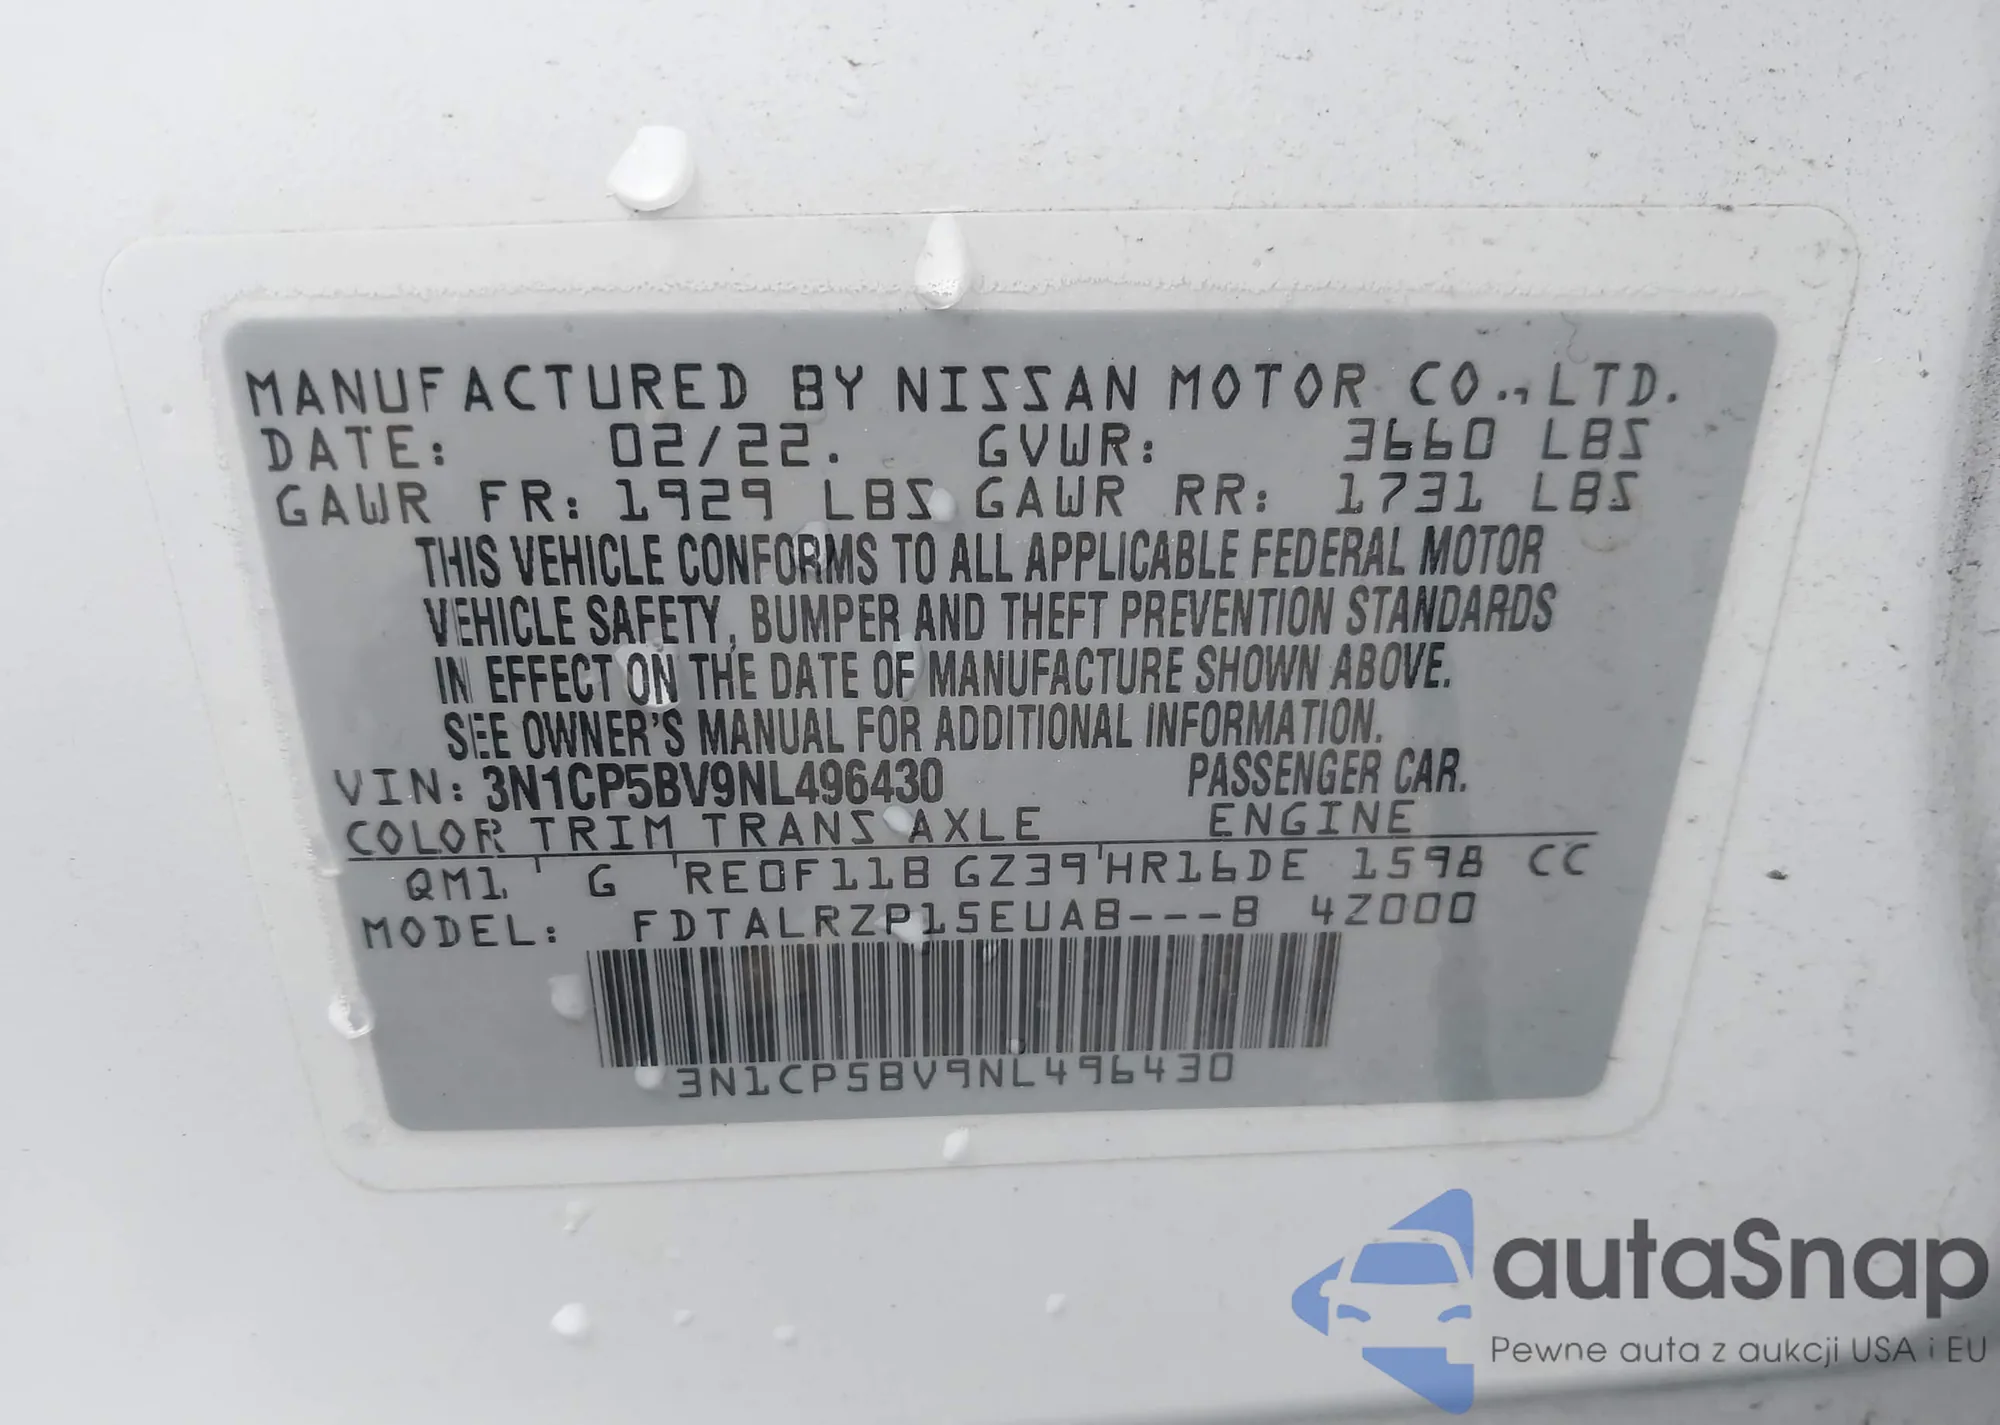 MANUFACTURED BY NISSAN MOTOR CO.,LTD.
DATE: 02/22. GVWR: 3660 LBS
GAWR FR: 1929 LBS GAWR RR: 1731 LBS
THIS VEHICLE CONFORMS TO ALL APPLICABLE FEDERAL MOTOR
VEHICLE SAFETY, BUMPER AND THEFT PREVENTION STANDARDS
IN EFFECT ON THE DATE OF MANUFACTURE SHOWN ABOVE.
SEE OWNER'S MANUAL FOR ADDITIONAL INFORMATION.
VIN: 3N1CP5BV9NL496430 PASSENGER CAR.
COLOR TRIM TRANS AXLE ENGINE
QM1 G RE0F11B GZ39 HR16DE 1598 CC
MODEL: FDTALRZP15EUAB---B 4Z000
3N1CP5BV9NL496430
autaSnap
Pewne auta z aukcji USA i EU